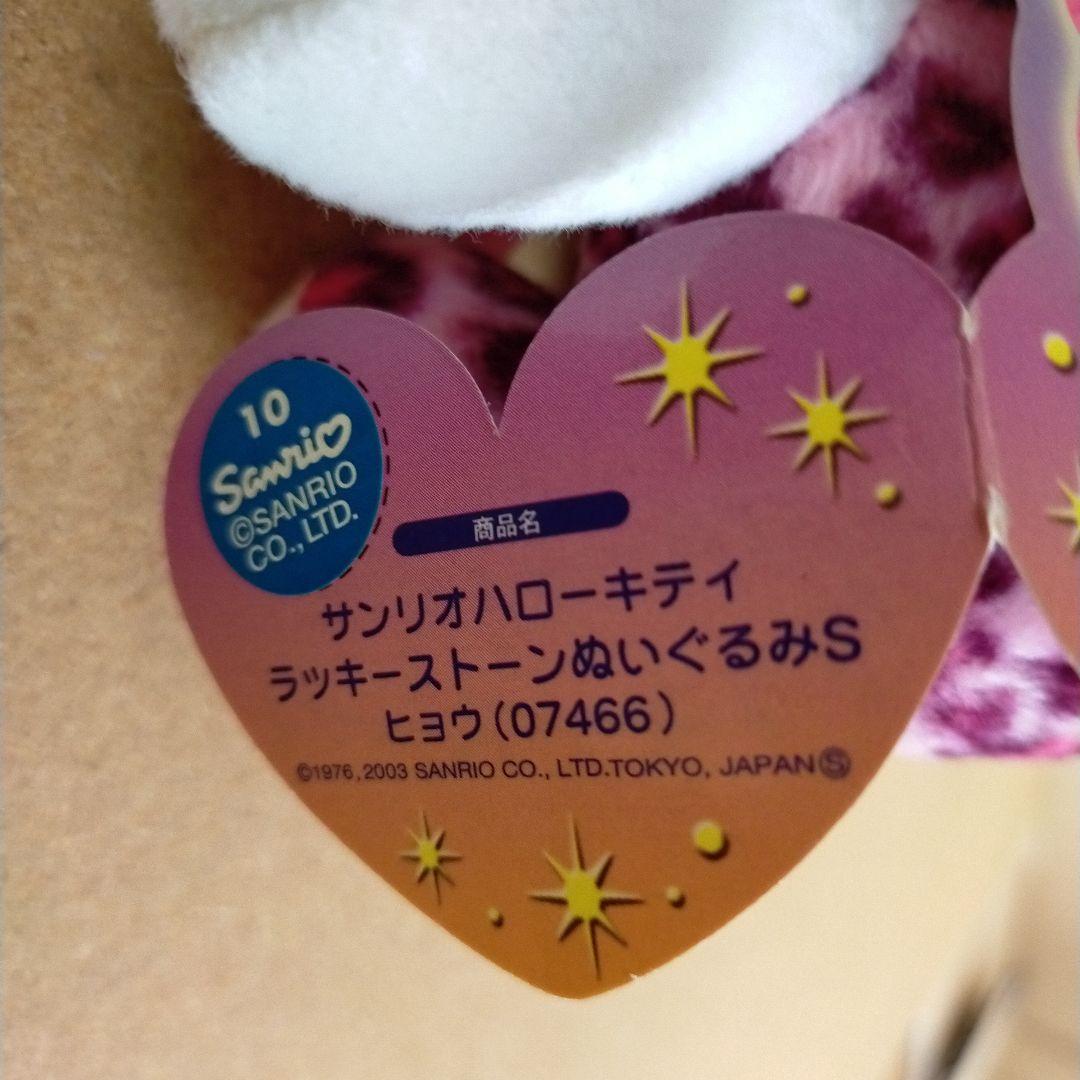 10
Sanrio
©SANRIO
CO., LTD.
商品名
サンリオハローキティ
ラッキーストーンぬいぐるみS
ヒョウ(07466)
©1976,2003 SANRIO CO., LTD.TOKYO, JAPANⓈ